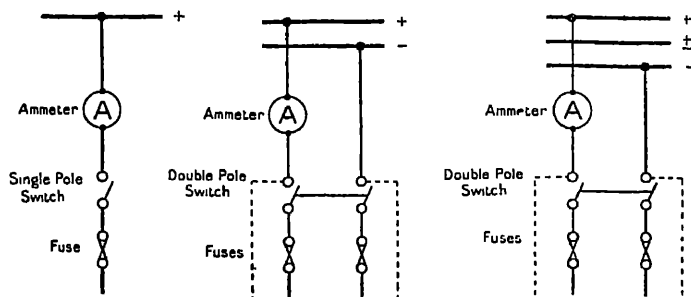 +
Ammeter
A
Single Pole
Switch
Fuse
+
−
Ammeter
A
Double Pole
Switch
Fuses
+
±
−
Ammeter
A
Double Pole
Switch
Fuses